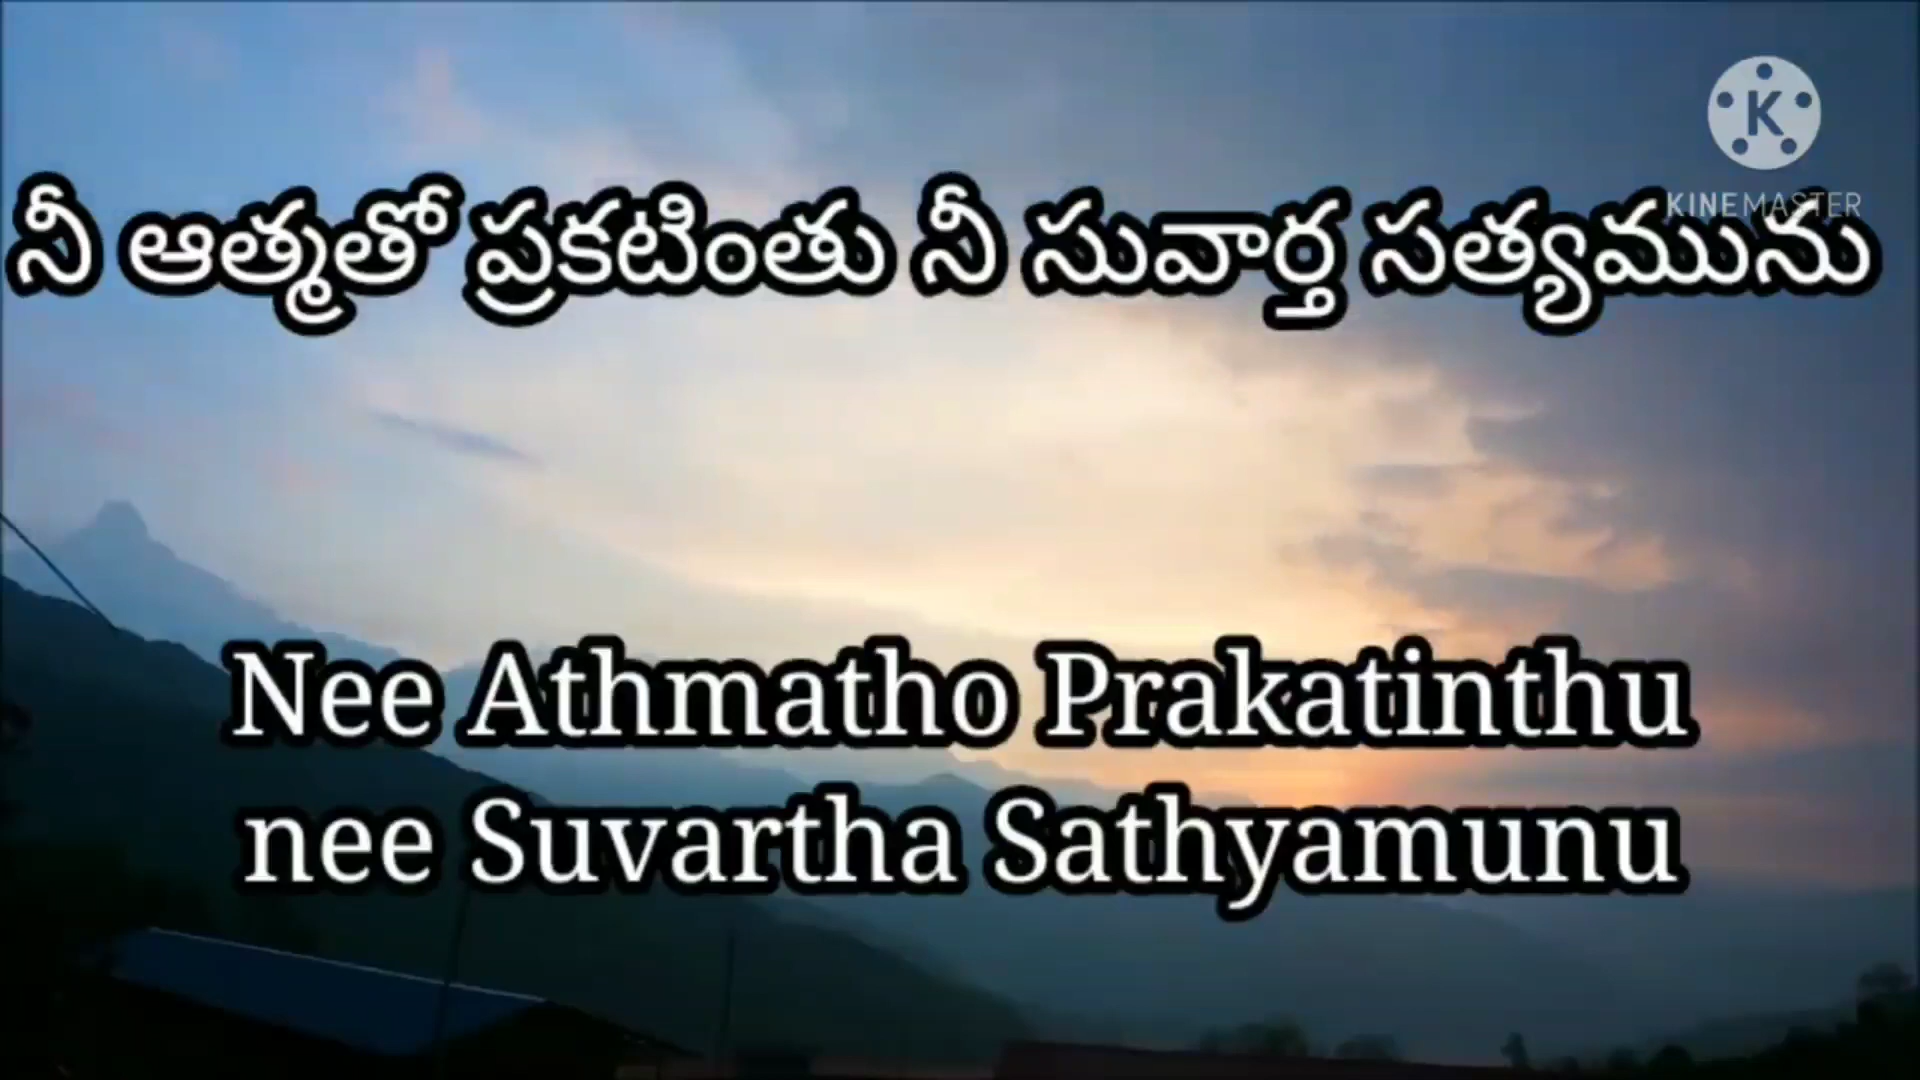 KINEMASTER
నీ ఆత్మతో ప్రకటింతు నీ సువార్త సత్యమును
Nee Athmatho Prakatinthu
nee Suvartha Sathyamunu